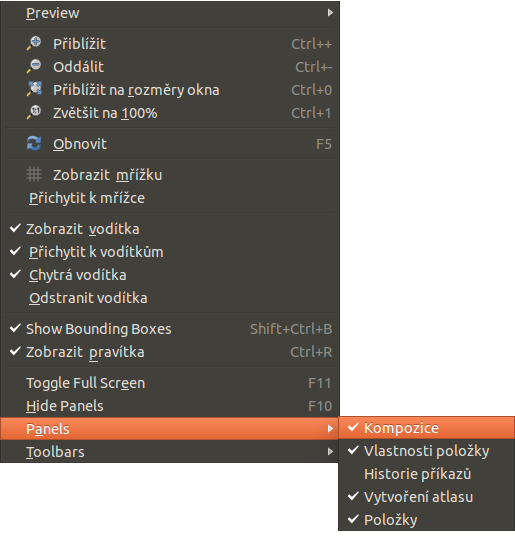 Preview
Přiblížit Ctrl++
Oddálit Ctrl+-
Přiblížit na rozměry okna Ctrl+0
Zvětšit na 100% Ctrl+1
Obnovit F5
Zobrazit mřížku
Přichytit k mřížce
Zobrazit vodítka
Přichytit k vodítkům
Chytrá vodítka
Odstranit vodítka
Show Bounding Boxes Shift+Ctrl+B
Zobrazit pravítka Ctrl+R
Toggle Full Screen F11
Hide Panels F10
Panels
Toolbars
Kompozice
Vlastnosti položky
Historie příkazů
Vytvoření atlasu
Položky